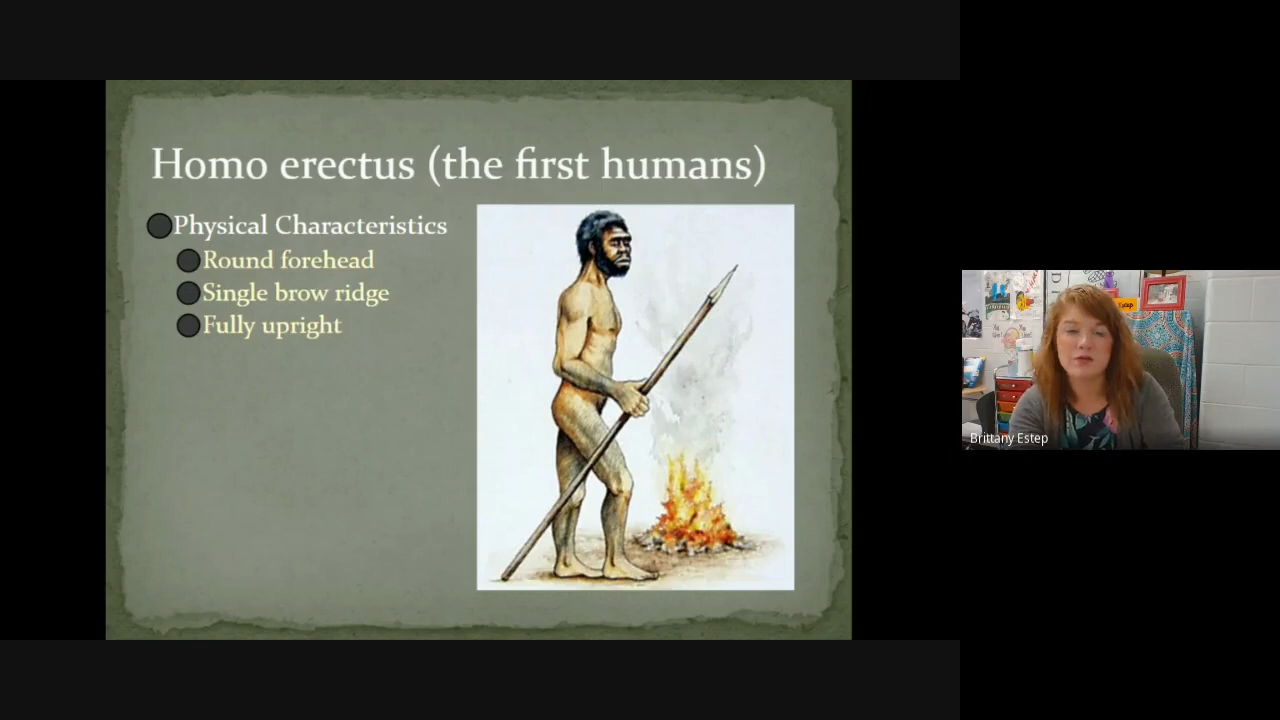 Homo erectus (the first humans)
Physical Characteristics
Round forehead
Single brow ridge
Fully upright
Brittany Estep